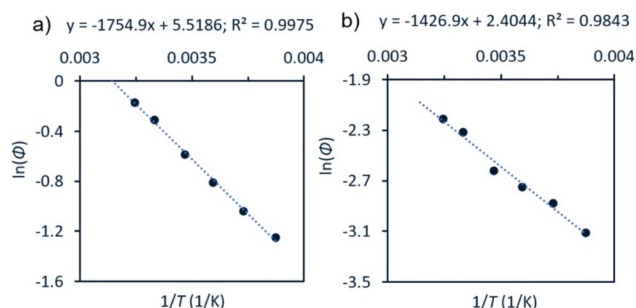 a) y = -1754.9x + 5.5186; R² = 0.9975
0.003 0.0035 0.004
0
-0.4
-0.8
-1.2
-1.6
ln(Φ)
1/T (1/K)
b) y = -1426.9x + 2.4044; R² = 0.9843
0.003 0.0035 0.004
-1.9
-2.3
-2.7
-3.1
-3.5
ln(Φ)
1/T (1/K)